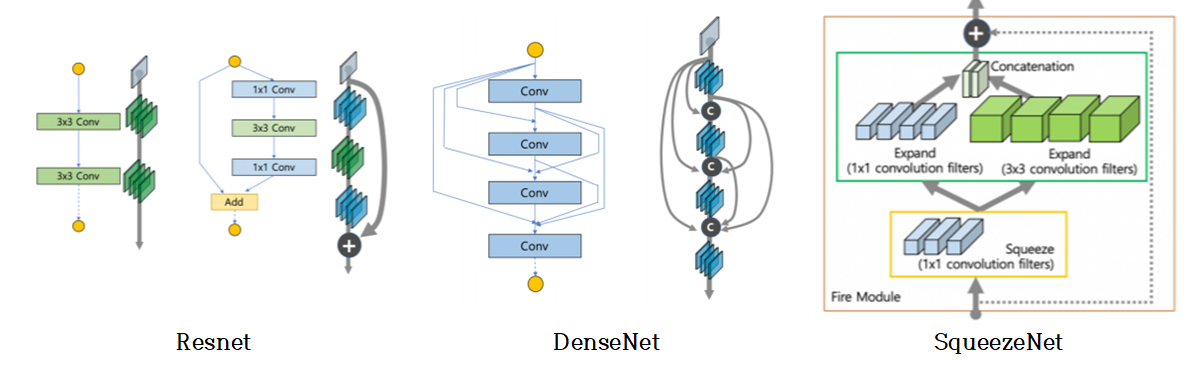 3x3 Conv
3x3 Conv
1x1 Conv
3x3 Conv
1x1 Conv
Add
Resnet
Conv
Conv
Conv
Conv
C
C
C
DenseNet
Concatenation
Expand
(1x1 convolution filters)
Expand
(3x3 convolution filters)
Squeeze
(1x1 convolution filters)
Fire Module
SqueezeNet